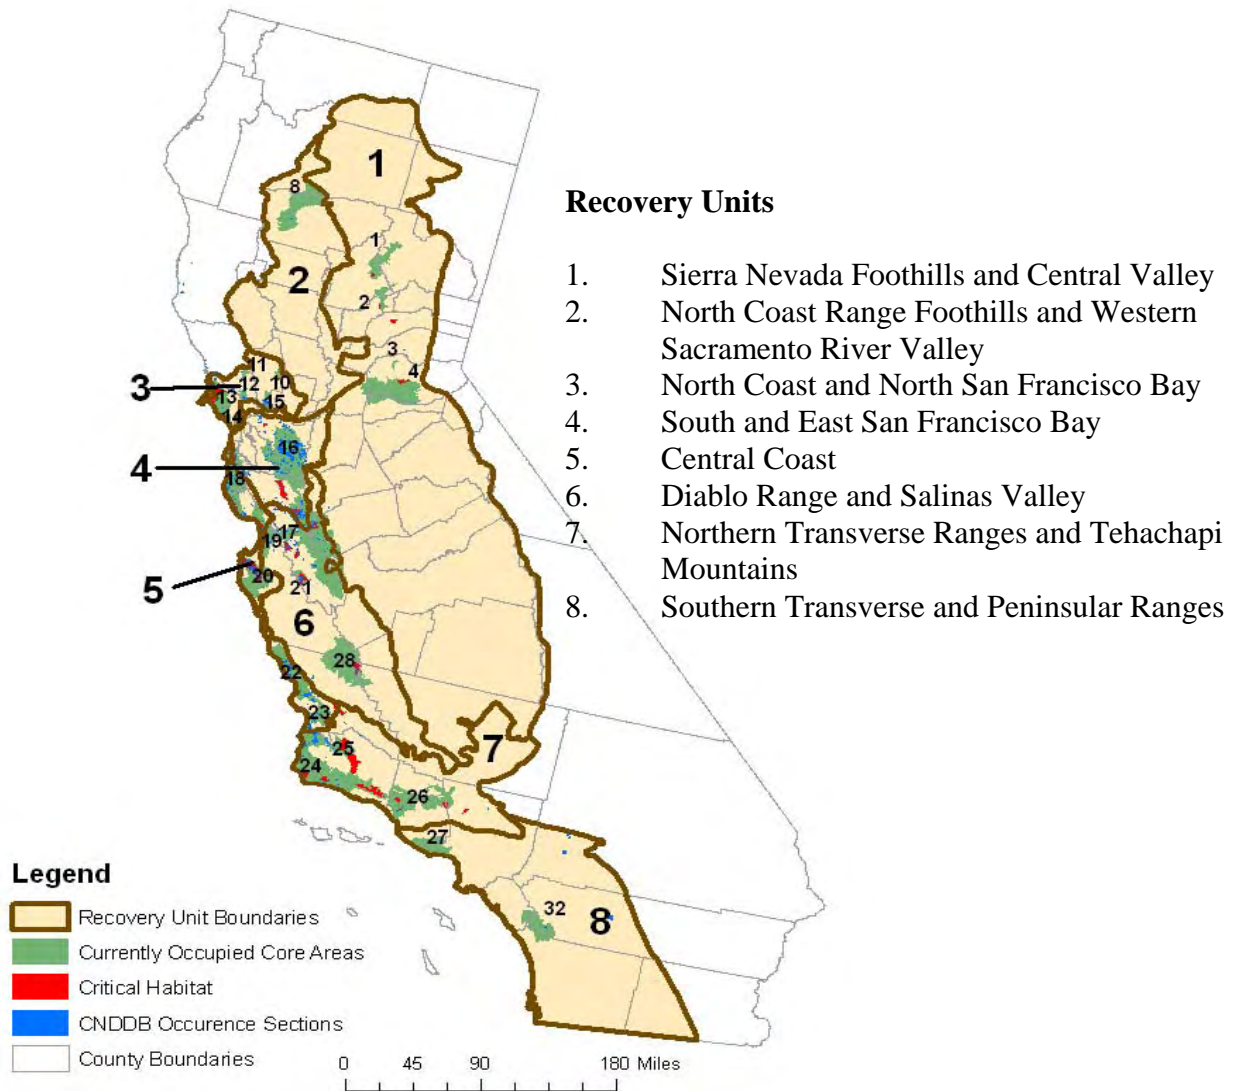 Recovery Units
1. Sierra Nevada Foothills and Central Valley
2. North Coast Range Foothills and Western
Sacramento River Valley
3. North Coast and North San Francisco Bay
4. South and East San Francisco Bay
5. Central Coast
6. Diablo Range and Salinas Valley
7. Northern Transverse Ranges and Tehachapi
Mountains
8. Southern Transverse and Peninsular Ranges
1
8
1
2
2
3
4
11
10
3
12
13
15
14
16
4
18
17
19
5
20
21
6
28
22
23
7
25
24
26
27
32
8
Legend
Recovery Unit Boundaries
Currently Occupied Core Areas
Critical Habitat
CNDDB Occurence Sections
County Boundaries
0 45 90 180 Miles